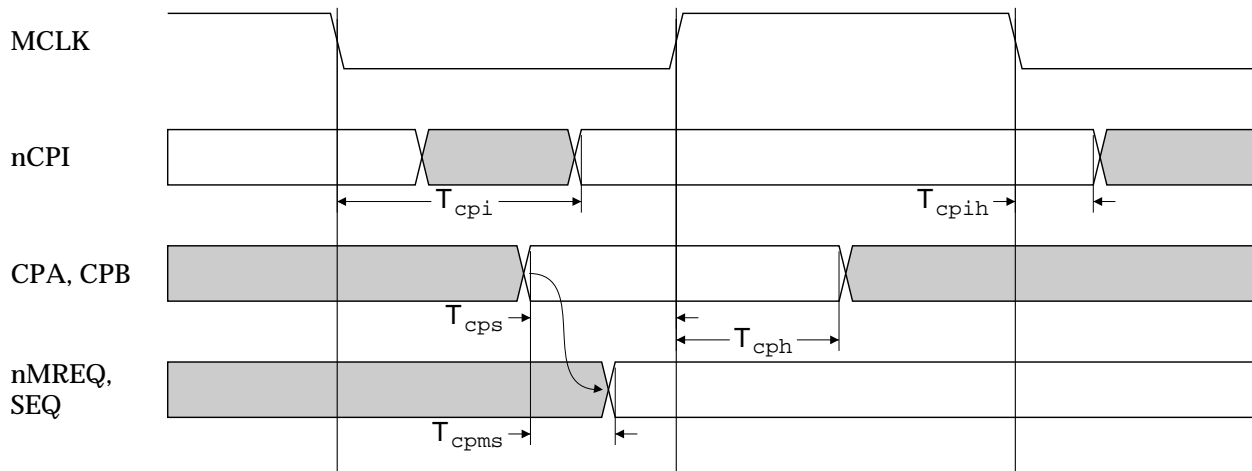 MCLK
nCPI
Tcpi
Tcpih
CPA, CPB
Tcps
Tcph
nMREQ,
SEQ
Tcpms